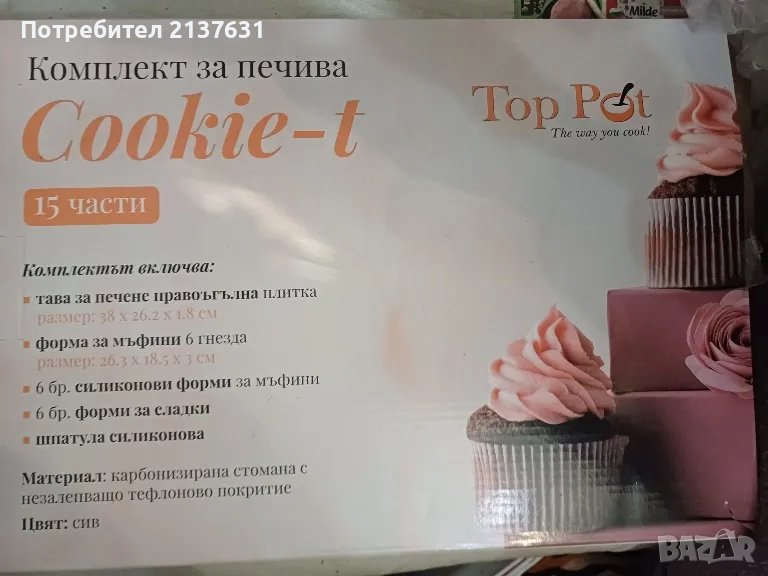 Потребител 2137631
Milde
Комплект за печива
Cookie-t
Top Pot
The way you cook!
15 части
Комплектът включва:
тава за печене правоъгълна плитка
размер: 38 x 26.2 x 1.8 см
форма за мъфини 6 гнезда
размер: 26.3 x 18.5 x 3 см
6 бр. силиконови форми за мъфини
6 бр. форми за сладки
шпатула силиконова
Материал: карбонизирана стомана с
незалепващо тефлоново покритие
Цвят: сив
BAZAR